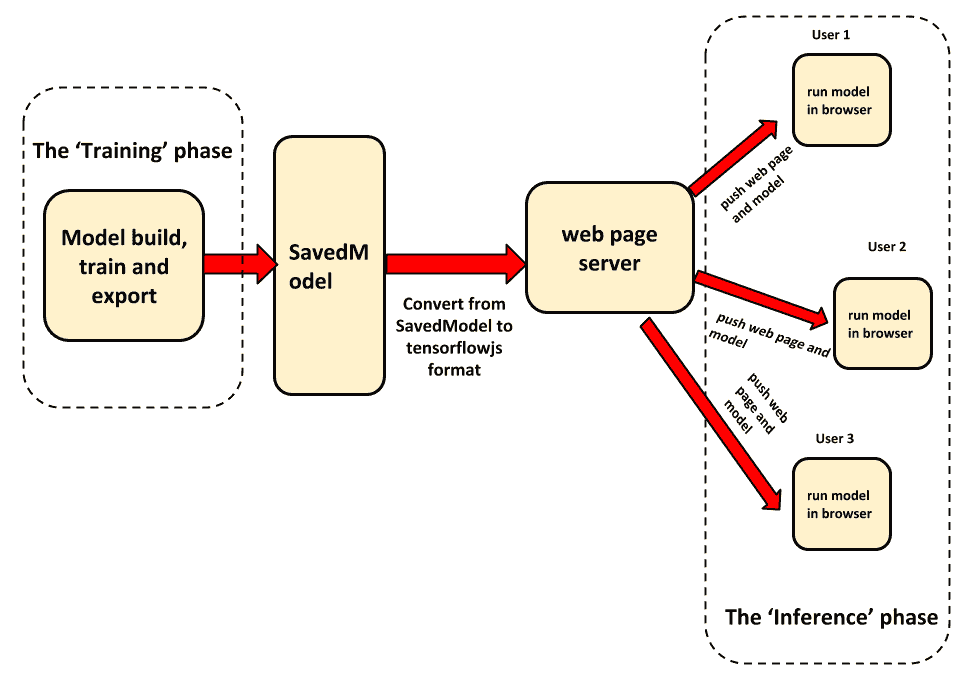 The ‘Training’ phase
Model build,
train and
export
SavedM
odel
Convert from
SavedModel to
tensorflowjs
format
web page
server
push web page
and model
push web page and
model
push web
page and
model
User 1
run model
in browser
User 2
run model
in browser
User 3
run model
in browser
The ‘Inference’ phase